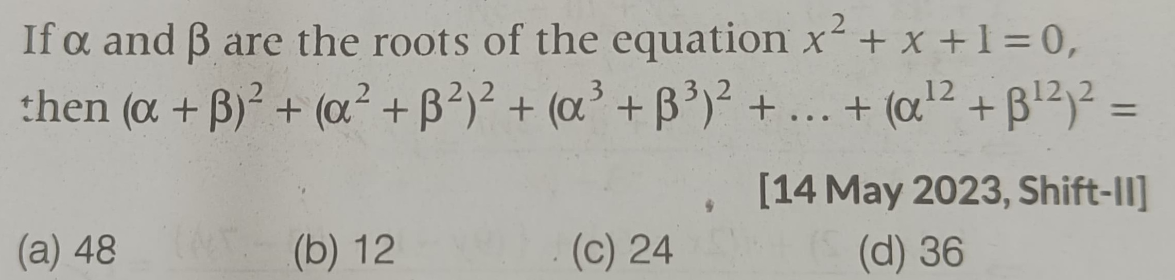 If α and β are the roots of the equation x² + x + 1 = 0,
then (α + β)² + (α² + β²)² + (α³ + β³)² + ... + (α¹² + β¹²)² =
[14 May 2023, Shift-II]
(a) 48 (b) 12 (c) 24 (d) 36